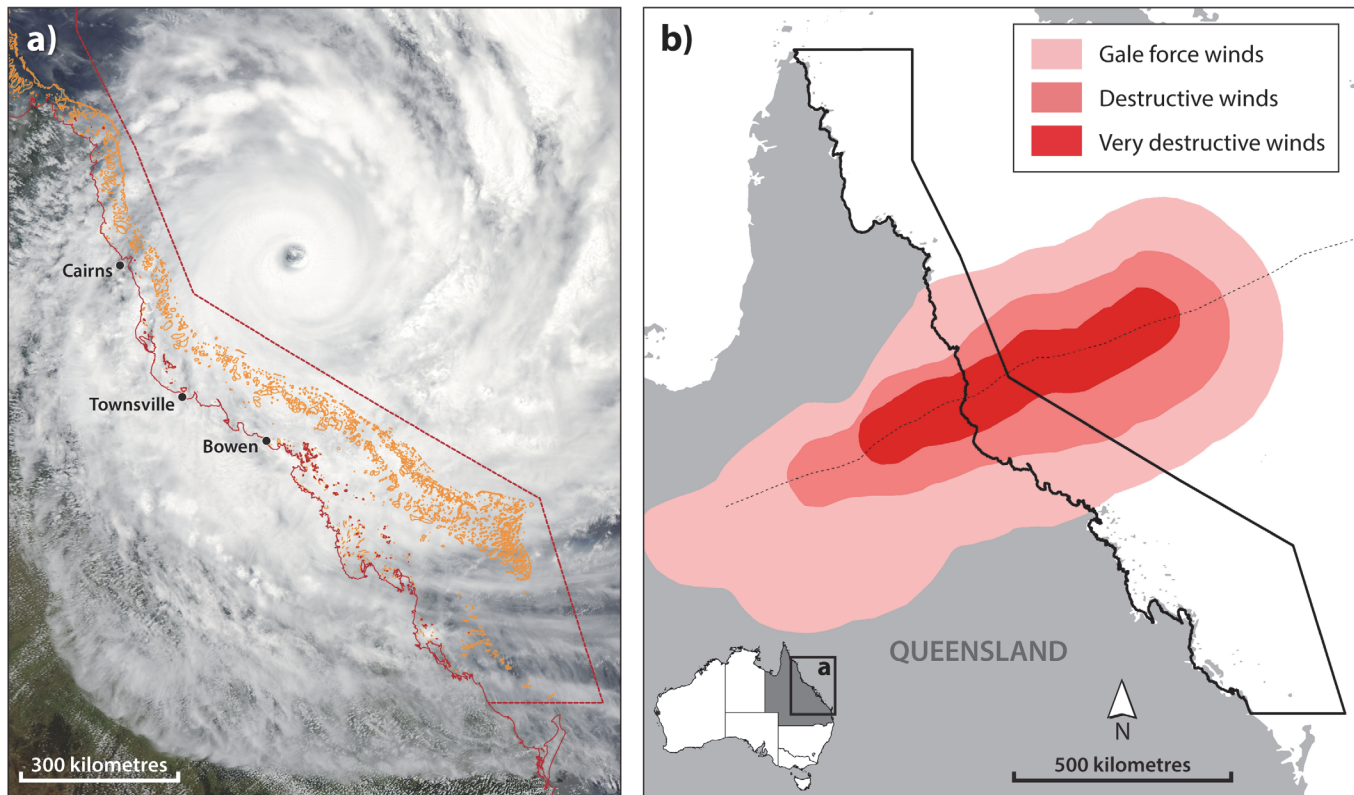 a)
Cairns
Townsville
Bowen
300 kilometres
b)
Gale force winds
Destructive winds
Very destructive winds
QUEENSLAND
a
N
500 kilometres